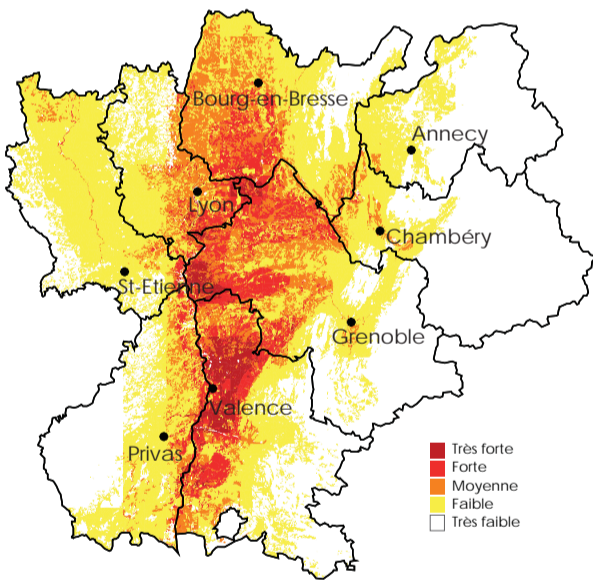 Bourg-en-Bresse
Annecy
Lyon
Chambéry
St-Etienne
Grenoble
Valence
Privas
Très forte
Forte
Moyenne
Faible
Très faible